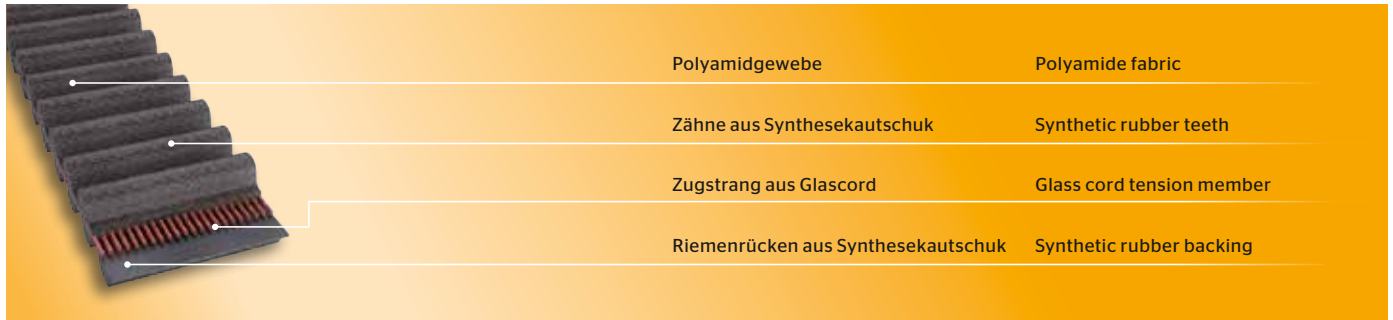 Polyamidgewebe Polyamide fabric
Zähne aus Synthesekautschuk Synthetic rubber teeth
Zugstrang aus Glascord Glass cord tension member
Riemenrücken aus Synthesekautschuk Synthetic rubber backing